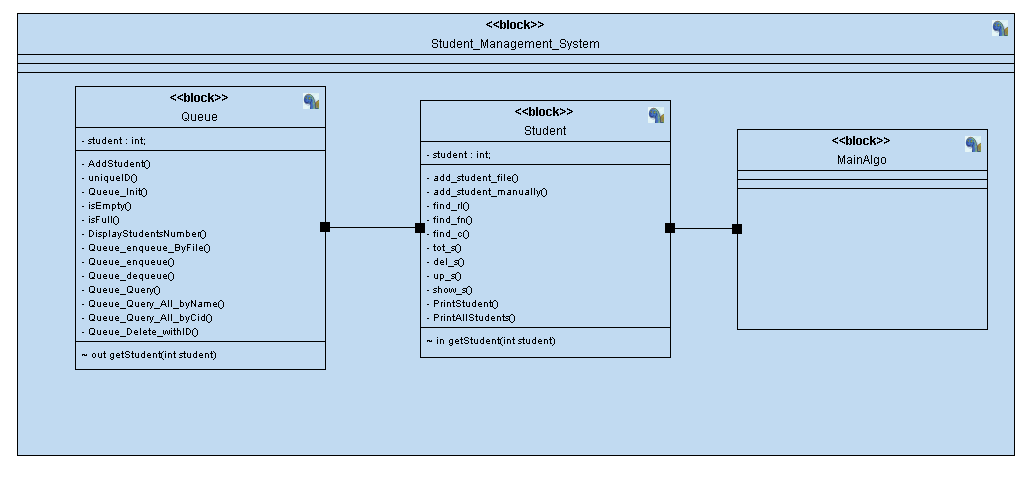 <<block>>
Student_Management_System
<<block>>
Queue
- student : int;
- AddStudent()
- uniqueID()
- Queue_Init()
- isEmpty()
- isFull()
- DisplayStudentsNumber()
- Queue_enqueue_ByFile()
- Queue_enqueue()
- Queue_dequeue()
- Queue_Query()
- Queue_Query_All_byName()
- Queue_Query_All_byCid()
- Queue_Delete_withID()
~ out getStudent(int student)
<<block>>
Student
- student : int;
- add_student_file()
- add_student_manually()
- find_rl()
- find_fn()
- find_c()
- tot_s()
- del_s()
- up_s()
- show_s()
- PrintStudent()
- PrintAllStudents()
~ in getStudent(int student)
<<block>>
MainAlgo